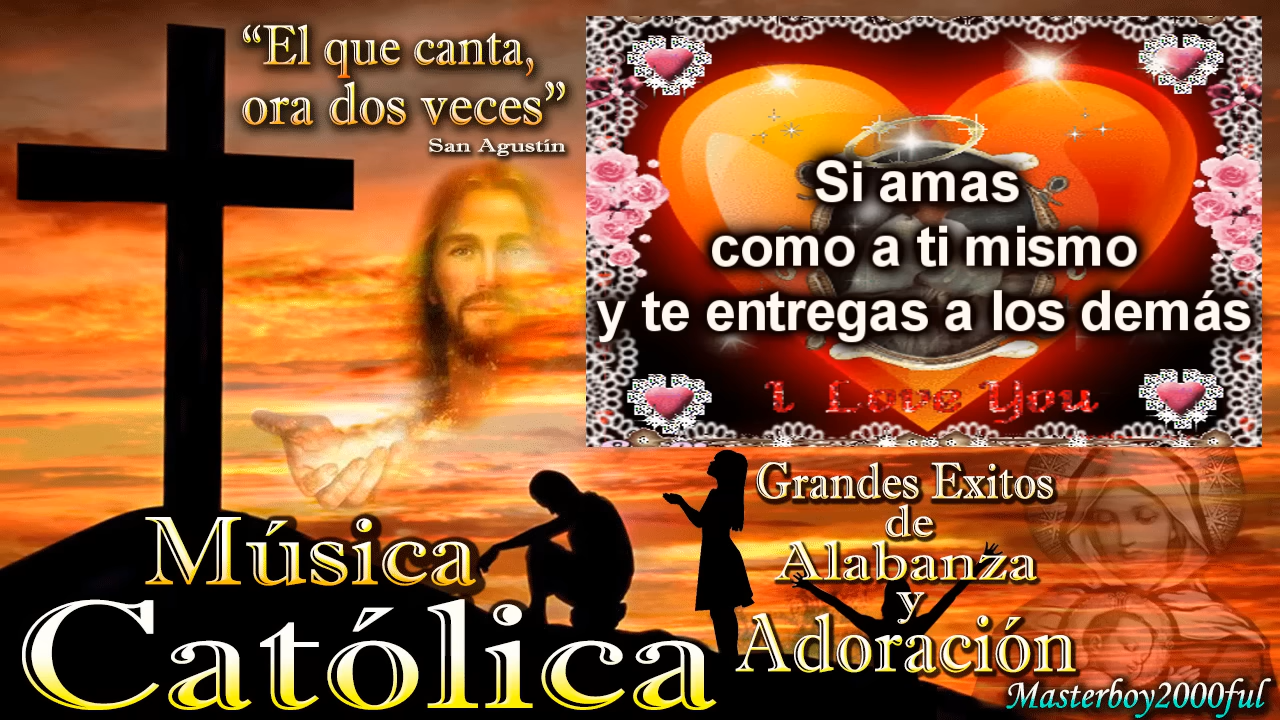 “El que canta,
ora dos veces”
San Agustín
Si amas
como a ti mismo
y te entregas a los demás
1 Love You
Grandes Exitos
de
Alabanza
y
Adoración
Música
Católica
Masterboy2000ful